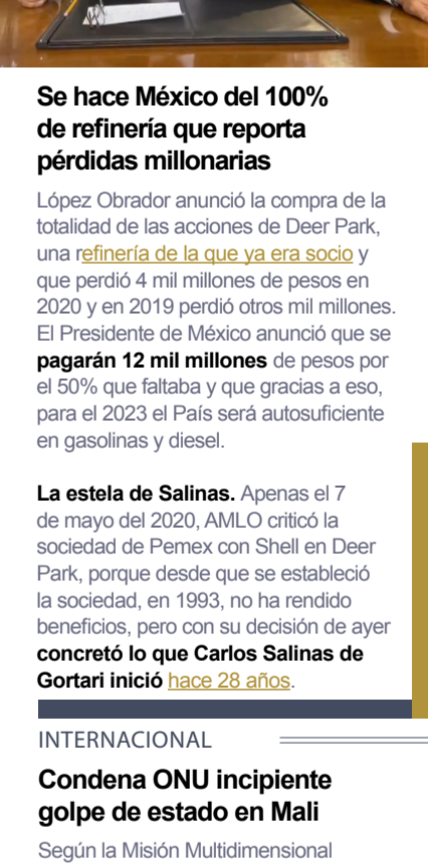 Se hace México del 100%
de refinería que reporta
pérdidas millonarias
López Obrador anunció la compra de la
totalidad de las acciones de Deer Park,
una refinería de la que ya era socio y
que perdió 4 mil millones de pesos en
2020 y en 2019 perdió otros mil millones.
El Presidente de México anunció que se
pagarán 12 mil millones de pesos por
el 50% que faltaba y que gracias a eso,
para el 2023 el País será autosuficiente
en gasolinas y diesel.
La estela de Salinas. Apenas el 7
de mayo del 2020, AMLO criticó la
sociedad de Pemex con Shell en Deer
Park, porque desde que se estableció
la sociedad, en 1993, no ha rendido
beneficios, pero con su decisión de ayer
concretó lo que Carlos Salinas de
Gortari inició hace 28 años.
INTERNACIONAL
Condena ONU incipiente
golpe de estado en Mali
Según la Misión Multidimensional